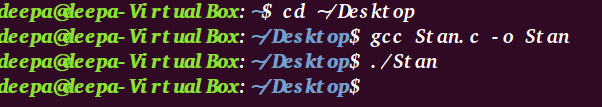 deepa@deepa-VirtualBox:~$ cd ~/Desktop
deepa@deepa-VirtualBox:~/Desktop$ gcc Stan.c -o Stan
deepa@deepa-VirtualBox:~/Desktop$ ./Stan
deepa@deepa-VirtualBox:~/Desktop$